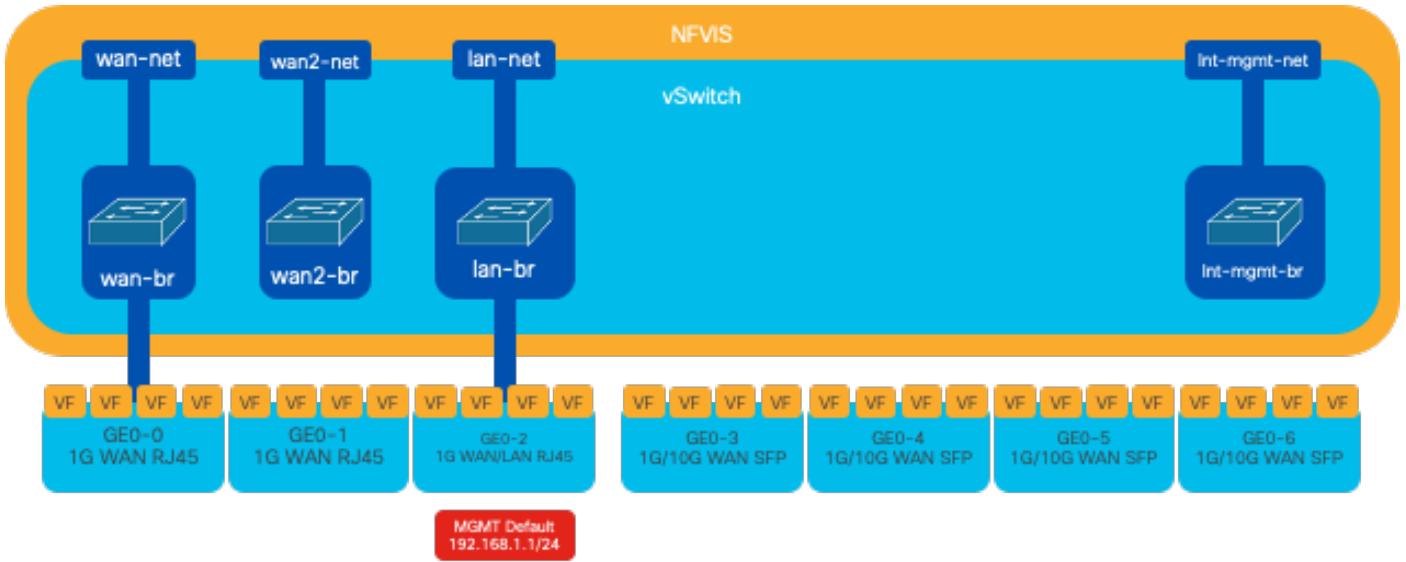 NFVIS
wan-net
wan2-net
lan-net
Int-mgmt-net
vSwitch
wan-br
wan2-br
lan-br
Int-mgmt-br
VF VF VF VF VF VF VF VF VF VF VF VF VF VF VF VF VF VF VF VF VF VF VF VF VF VF VF VF
GE0-0
1G WAN RJ45
GE0-1
1G WAN RJ45
GE0-2
1G WAN/LAN RJ45
GE0-3
1G/10G WAN SFP
GE0-4
1G/10G WAN SFP
GE0-5
1G/10G WAN SFP
GE0-6
1G/10G WAN SFP
MGMT Default
192.168.1.1/24